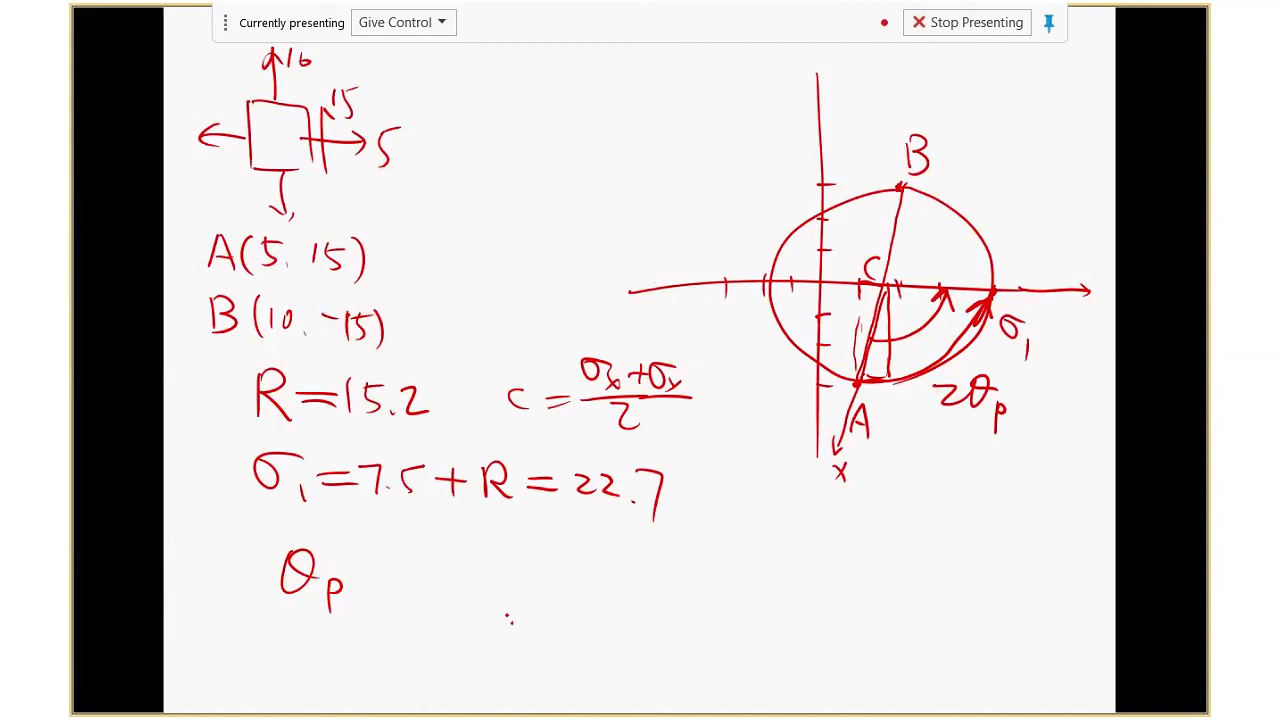 Currently presenting
Give Control
Stop Presenting
10
15
5
A(5, 15)
B(10, -15)
R=15.2
c = σx+σy/2
σ1=7.5+R=22.7
θp
B
C
σ1
2θp
A
x